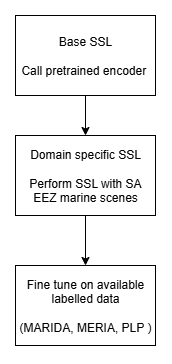 Base SSL
Call pretrained encoder
Domain specific SSL
Perform SSL with SA
EEZ marine scenes
Fine tune on available
labelled data
(MARIDA, MERIA, PLP )